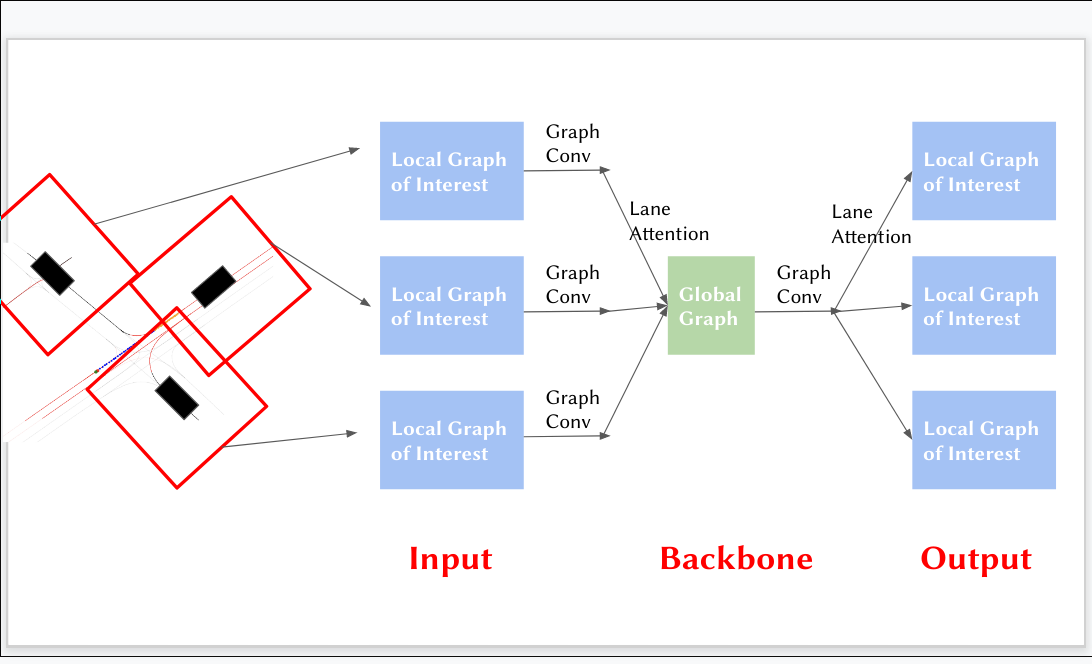 Local Graph
of Interest
Graph
Conv
Lane
Attention
Local Graph
of Interest
Graph
Conv
Local Graph
of Interest
Graph
Conv
Global
Graph
Graph
Conv
Lane
Attention
Local Graph
of Interest
Local Graph
of Interest
Local Graph
of Interest
Input
Backbone
Output